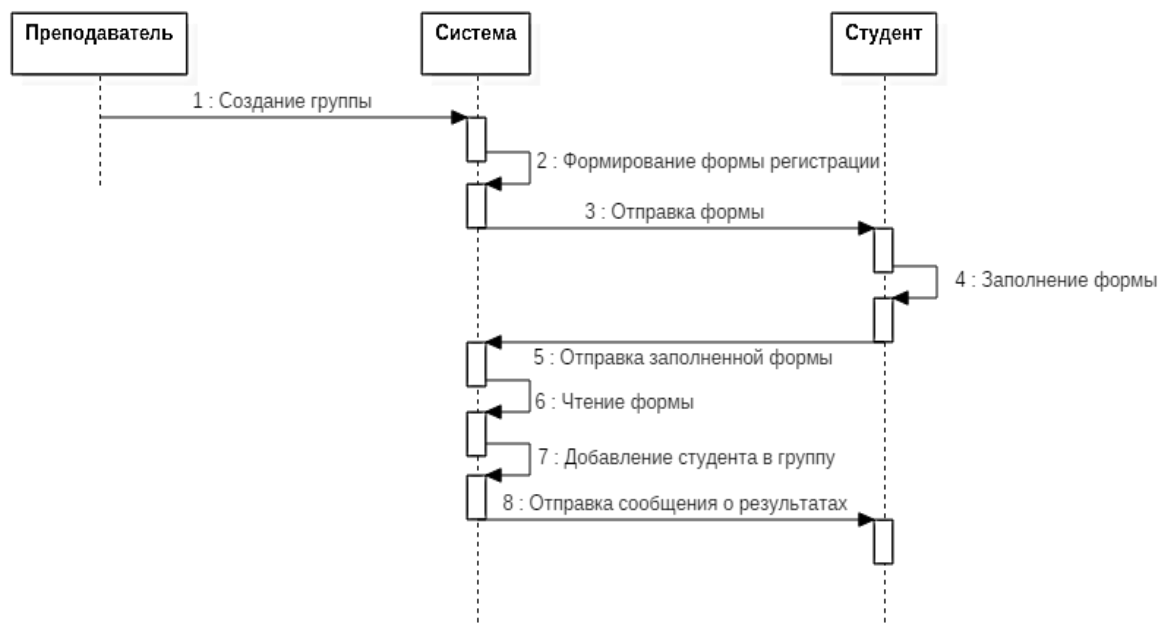 Преподаватель
Система
Студент
1 : Создание группы
2 : Формирование формы регистрации
3 : Отправка формы
4 : Заполнение формы
5 : Отправка заполненной формы
6 : Чтение формы
7 : Добавление студента в группу
8 : Отправка сообщения о результатах